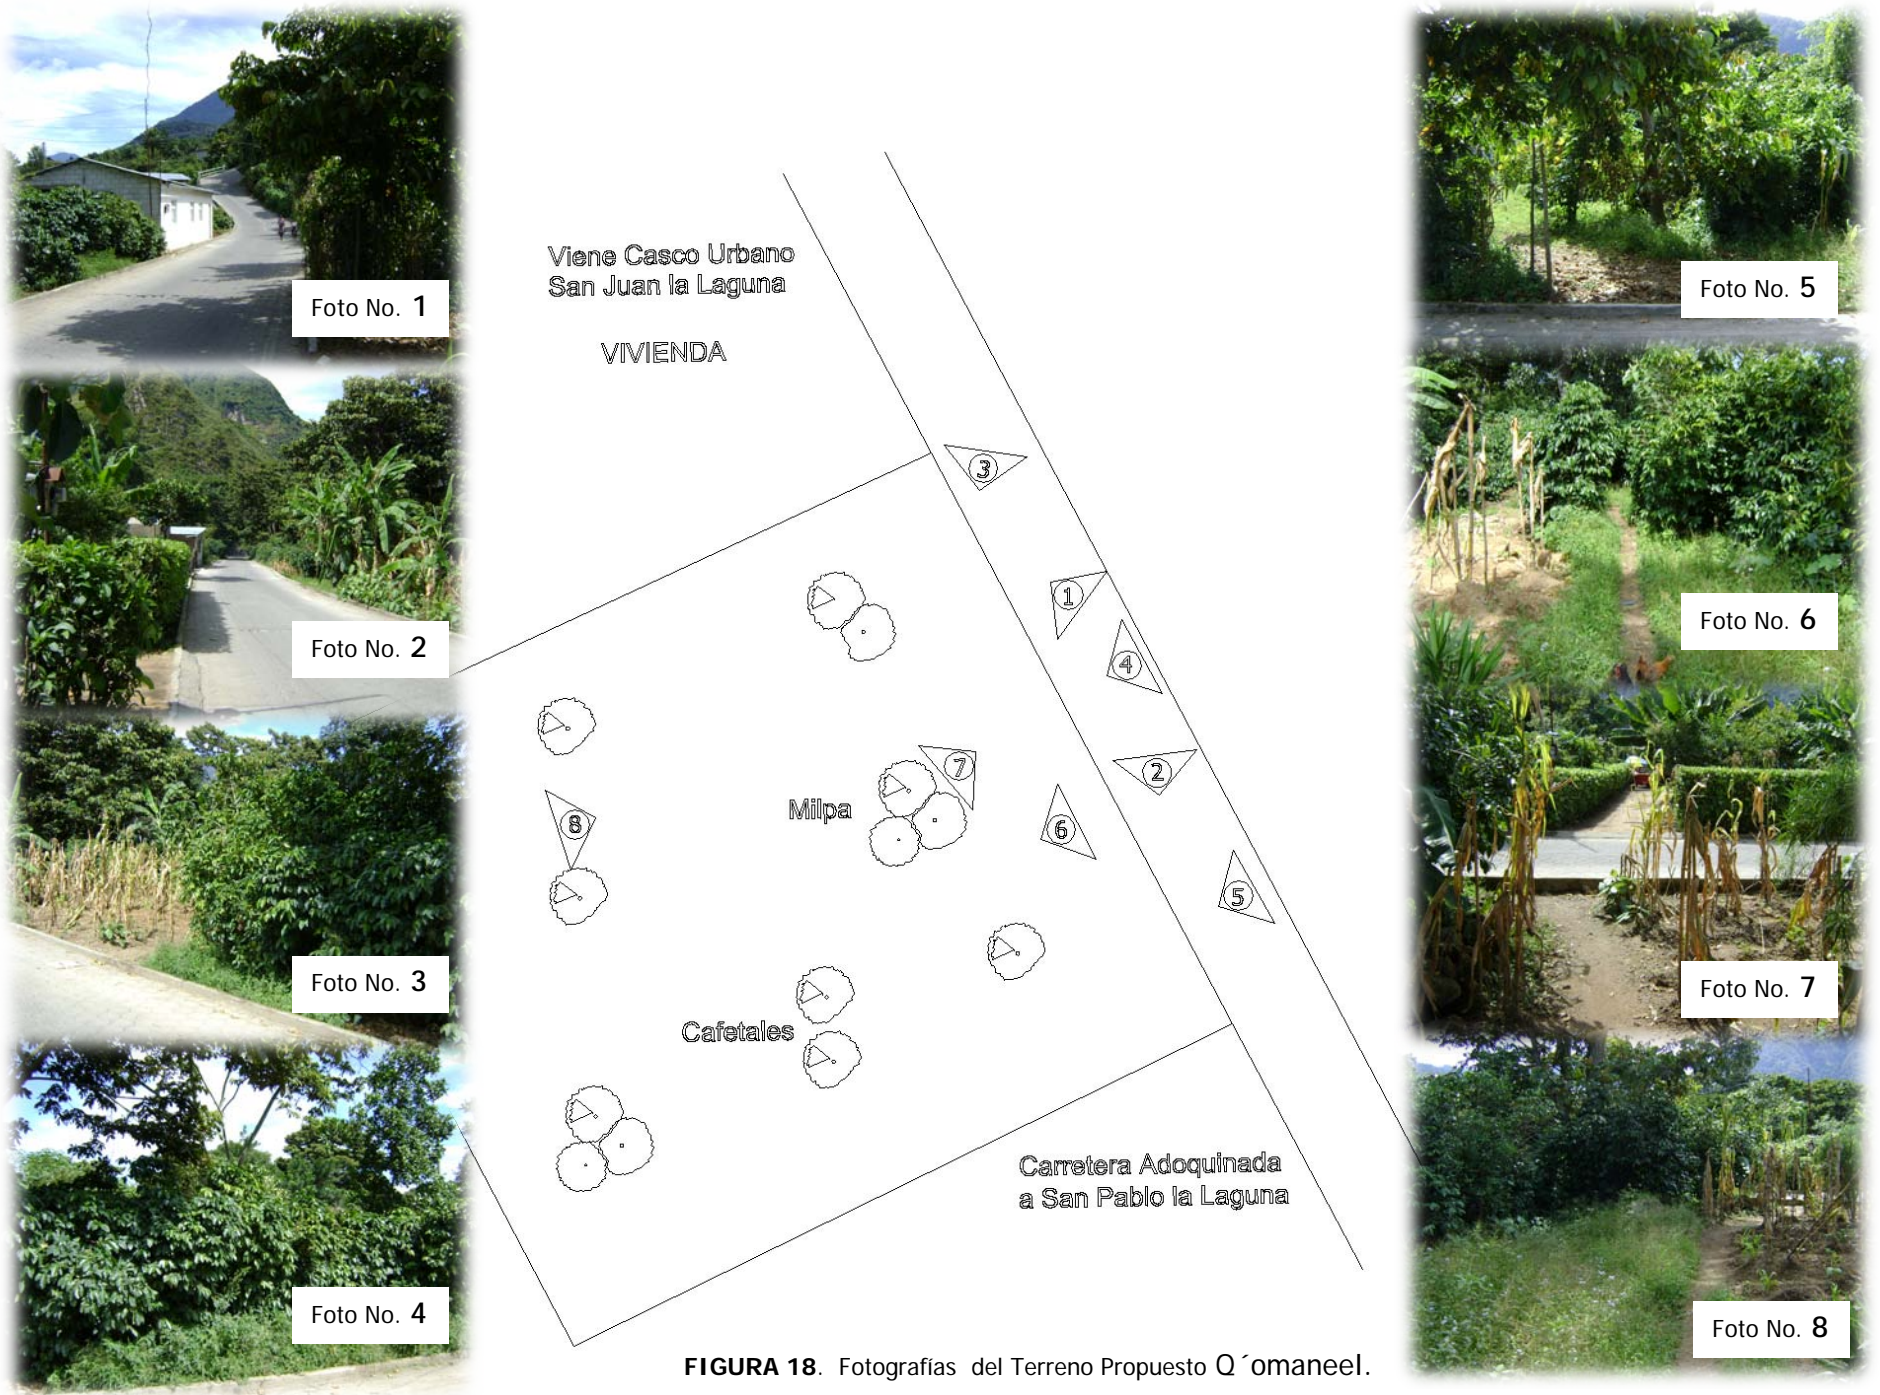 Foto No. 1
Foto No. 2
Foto No. 3
Foto No. 4
Viene Casco Urbano
San Juan la Laguna
VIVIENDA
3
1
4
2
7
6
5
8
Milpa
Cafetales
Carretera Adoquinada
a San Pablo la Laguna
Foto No. 5
Foto No. 6
Foto No. 7
Foto No. 8
FIGURA 18. Fotografías del Terreno Propuesto Q´omaneel.